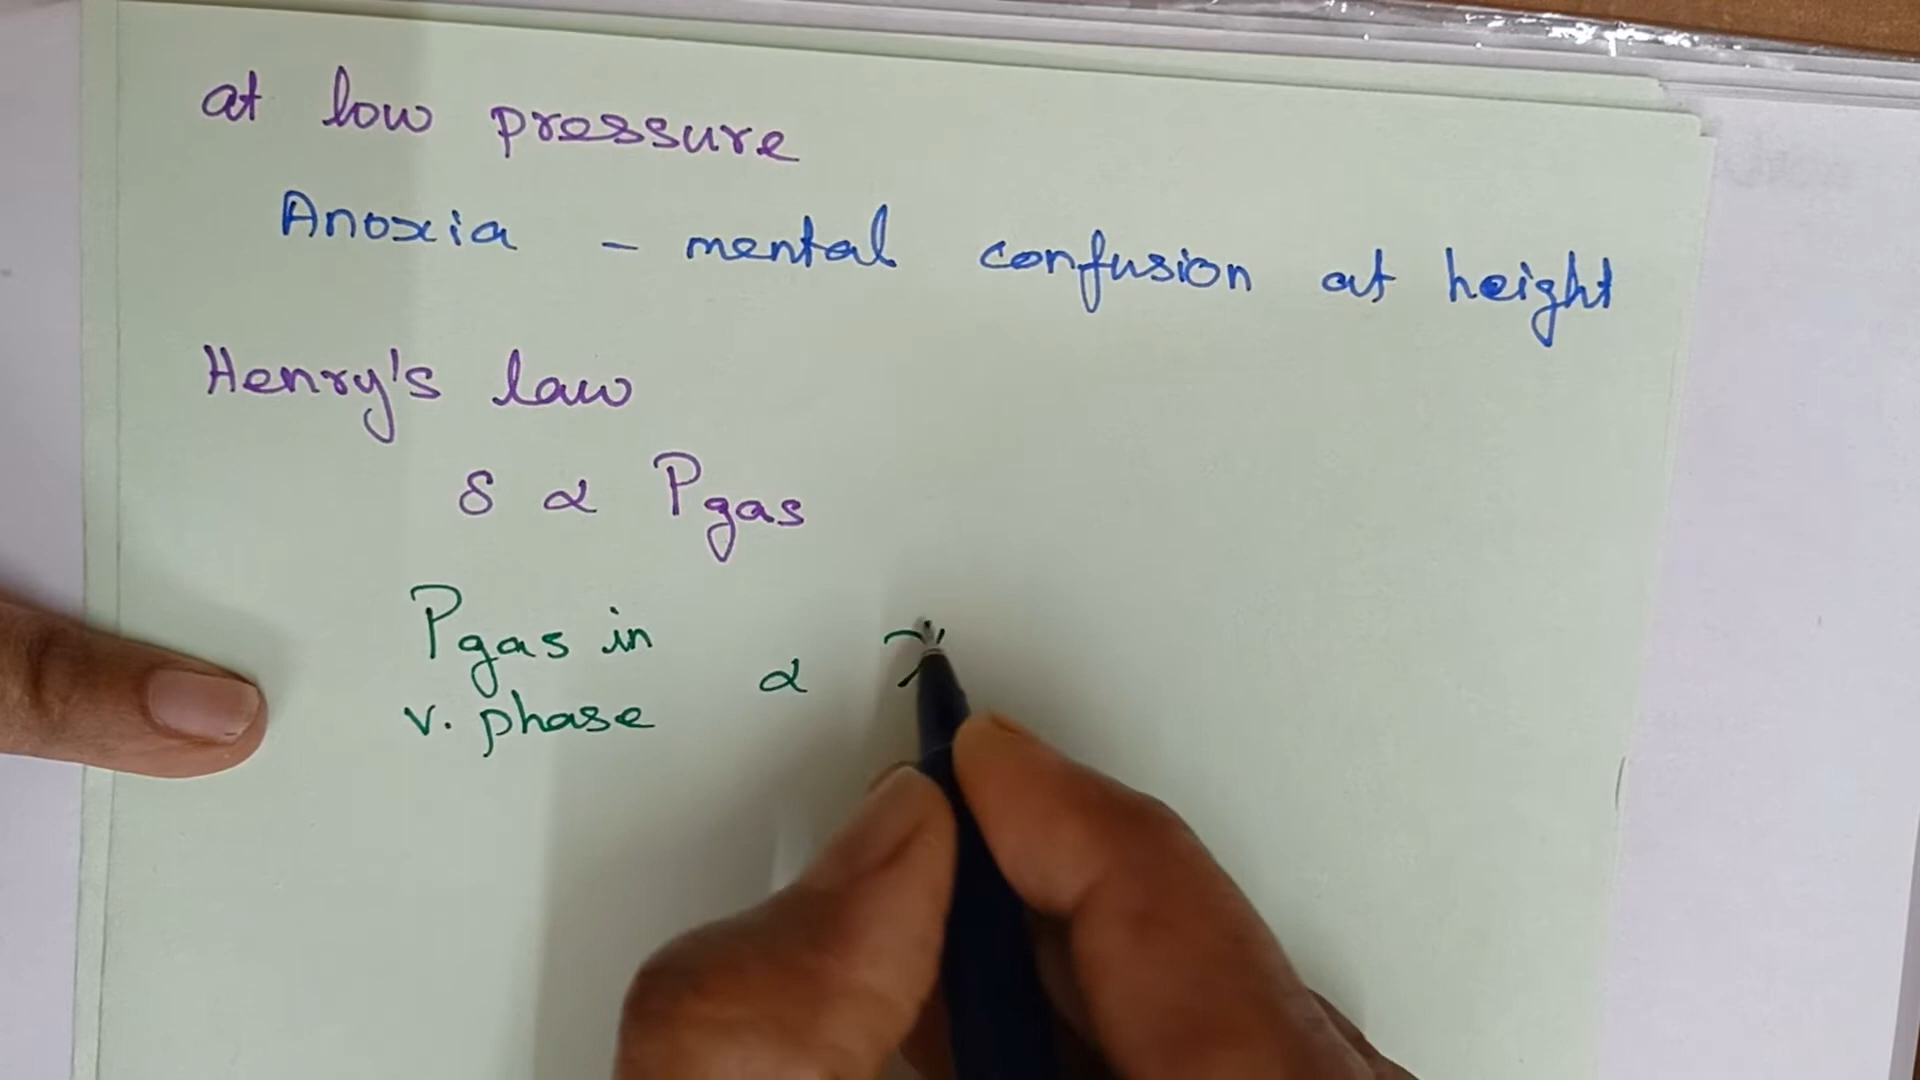 at low pressure
Anoxia - mental confusion at height
Henry's law
S α Pgas
Pgas in α
v. phase